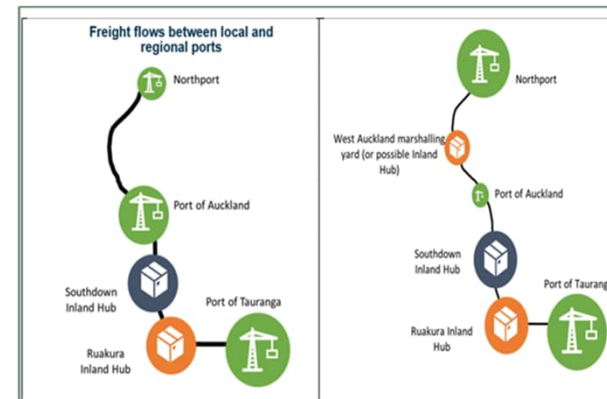 Freight flows between local and
regional ports
Northport
Port of Auckland
Southdown
Inland Hub
Port of Tauranga
Ruakura
Inland Hub
Northport
West Auckland marshalling
yard (or possible Inland
Hub)
Port of Auckland
Southdown
Inland Hub
Port of Taurang
Ruakura Inland
Hub